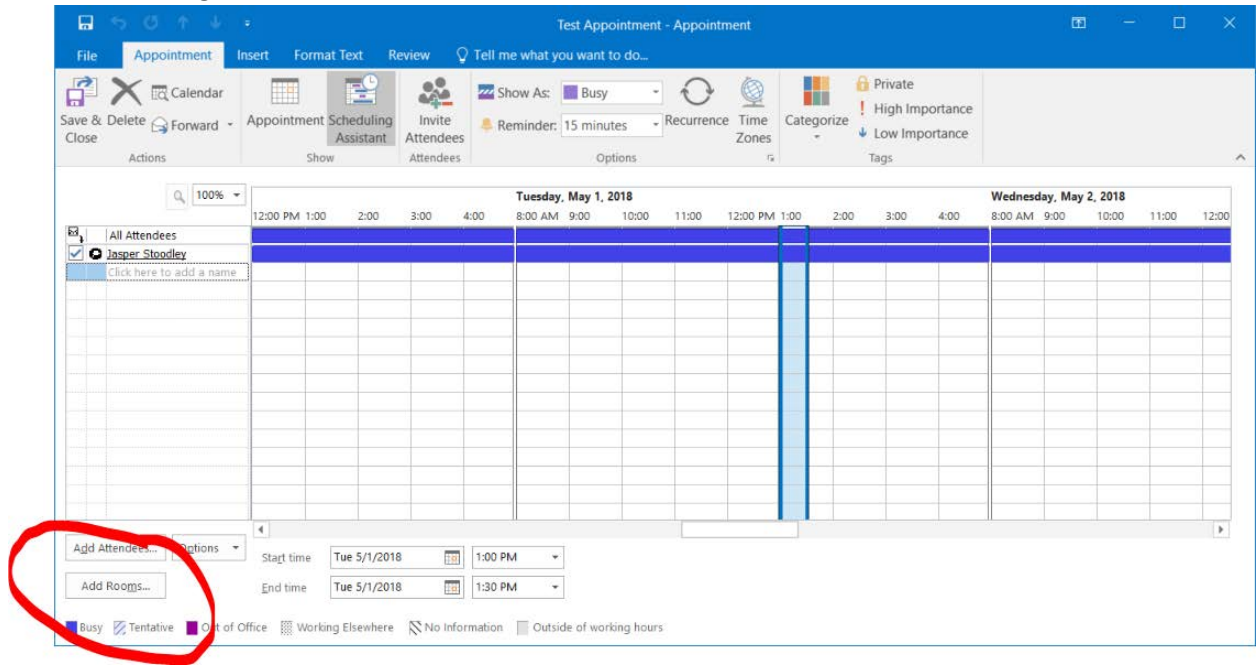 Test Appointment - Appointment
File Appointment Insert Format Text Review Tell me what you want to do...
Save & Close
Delete
Calendar
Forward
Actions
Appointment
Scheduling Assistant
Show
Invite Attendees
Attendees
Show As: Busy
Reminder: 15 minutes
Recurrence
Time Zones
Options
Categorize
Private
High Importance
Low Importance
Tags
100%
Tuesday, May 1, 2018 Wednesday, May 2, 2018
12:00 PM 1:00 2:00 3:00 4:00 8:00 AM 9:00 10:00 11:00 12:00 PM 1:00 2:00 3:00 4:00 8:00 AM 9:00 10:00 11:00 12:00
All Attendees
Jasper Stoodley
Click here to add a name
Add Attendees... Options
Start time Tue 5/1/2018 1:00 PM
Add Rooms...
End time Tue 5/1/2018 1:30 PM
Busy Tentative Out of Office Working Elsewhere No Information Outside of working hours